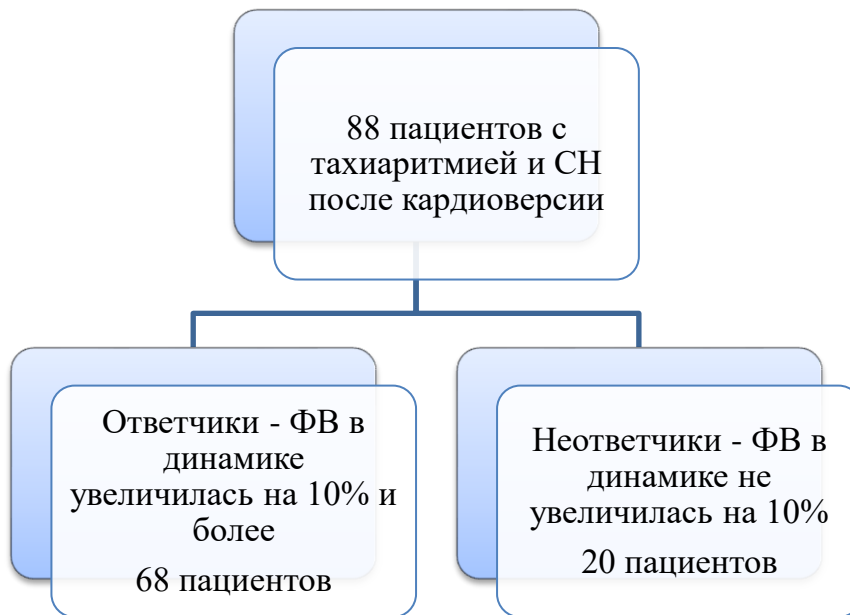 88 пациентов с
тахиаритмией и СН
после кардиоверсии
Ответчики - ФВ в
динамике
увеличилась на 10% и
более
68 пациентов
Неответчики - ФВ в
динамике не
увеличилась на 10%
20 пациентов